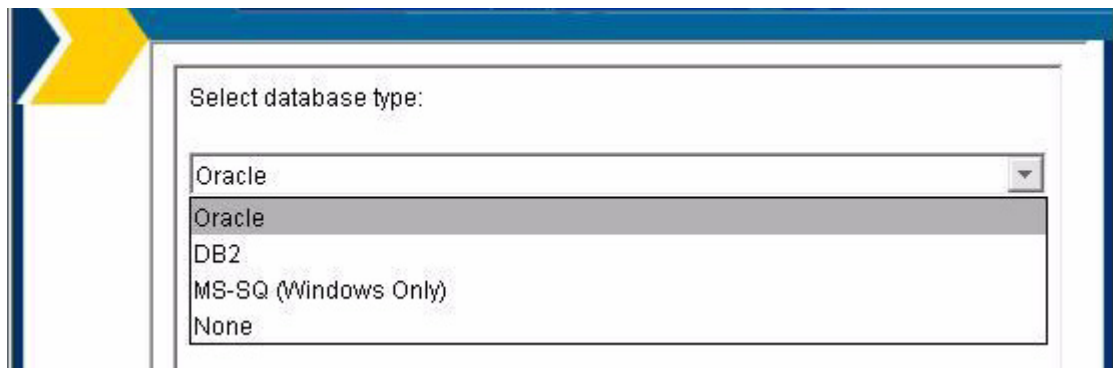 Select database type:
Oracle
Oracle
DB2
MS-SQ (Windows Only)
None